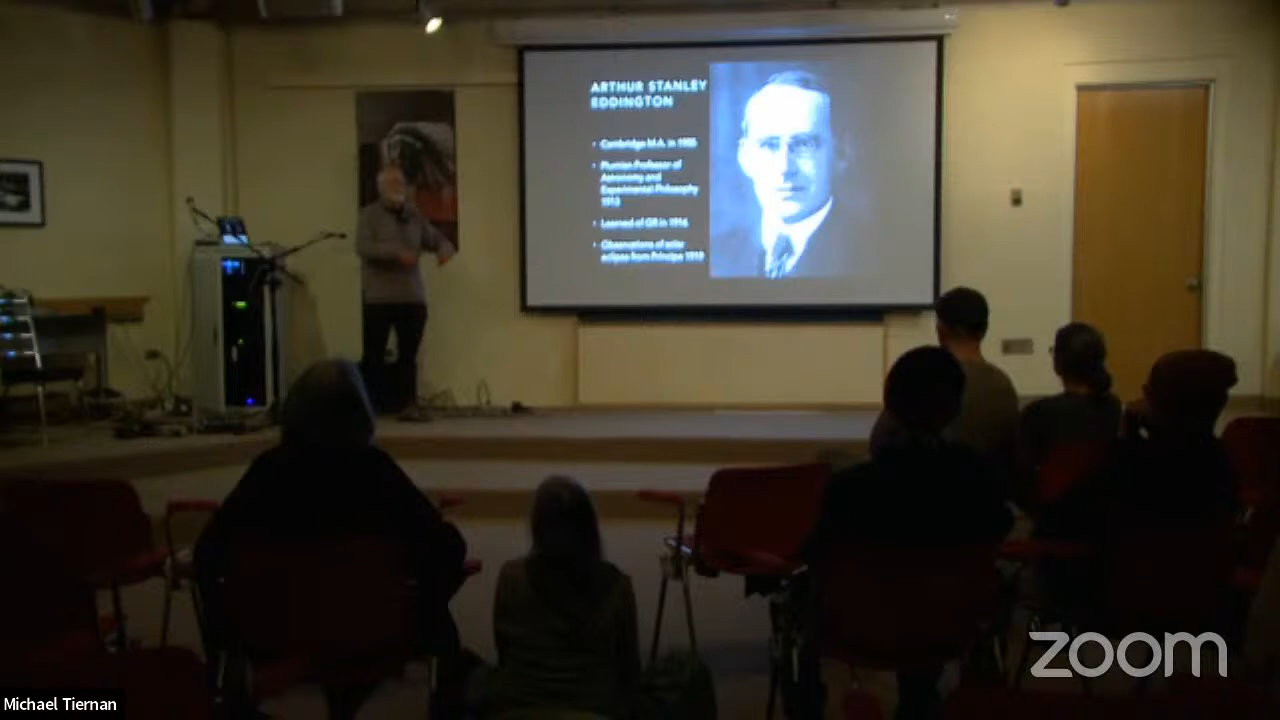 ARTHUR STANLEY
EDDINGTON
• Cambridge M.A. in 1905
• Plumian Professor of
Astronomy and
Experimental Philosophy
1913
• Learned of GR in 1916
• Observations of solar
eclipse from Principe 1919
zoom
Michael Tiernan